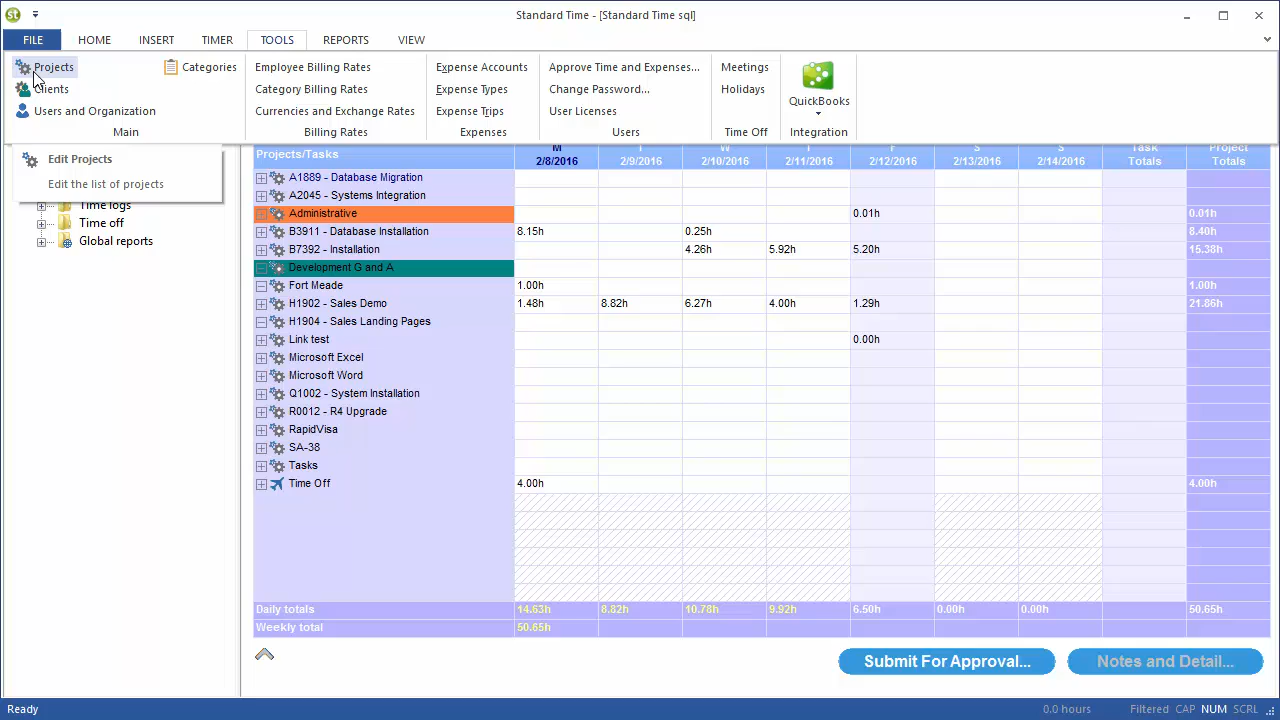 st Standard Time - [Standard Time sql]
FILE HOME INSERT TIMER TOOLS REPORTS VIEW
Projects Categories Employee Billing Rates Expense Accounts Approve Time and Expenses... Meetings
Clients Category Billing Rates Expense Types Change Password... Holidays
Users and Organization Currencies and Exchange Rates Expense Trips User Licenses QuickBooks
Main Billing Rates Expenses Users Time Off Integration
Edit Projects
Edit the list of projects
Time logs
Time off
Global reports
Projects/Tasks M 2/8/2016 T 2/9/2016 W 2/10/2016 T 2/11/2016 F 2/12/2016 S 2/13/2016 S 2/14/2016 Task Totals Project Totals
A1889 - Database Migration
A2045 - Systems Integration
Administrative 0.01h 0.01h
B3911 - Database Installation 8.15h 0.25h 8.40h
B7392 - Installation 4.26h 5.92h 5.20h 15.38h
Development G and A
Fort Meade 1.00h 1.00h
H1902 - Sales Demo 1.48h 8.82h 6.27h 4.00h 1.29h 21.86h
H1904 - Sales Landing Pages
Link test 0.00h
Microsoft Excel
Microsoft Word
Q1002 - System Installation
R0012 - R4 Upgrade
RapidVisa
SA-38
Tasks
Time Off 4.00h 4.00h
Daily totals 14.63h 8.82h 10.78h 9.92h 6.50h 0.00h 0.00h 50.65h
Weekly total 50.65h
Submit For Approval... Notes and Detail...
Ready 0.0 hours Filtered CAP NUM SCRL